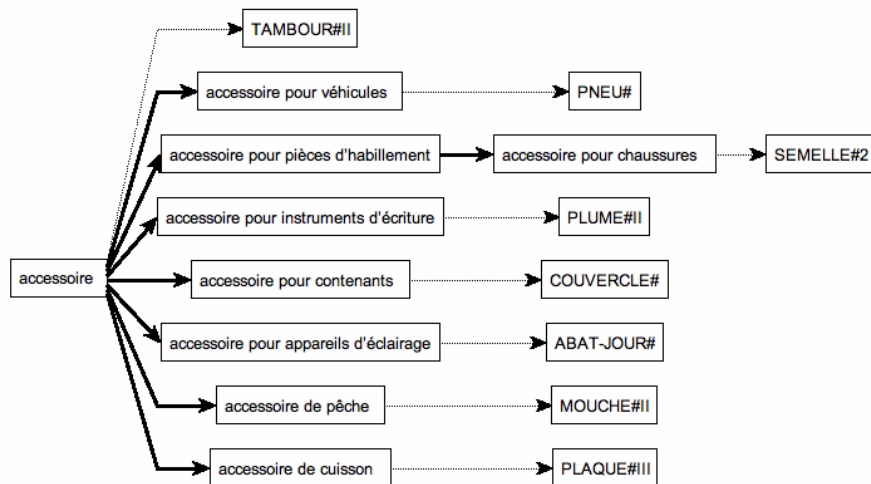 TAMBOUR#II
accessoire pour véhicules
PNEU#
accessoire pour pièces d'habillement
accessoire pour chaussures
SEMELLE#2
accessoire pour instruments d'écriture
PLUME#II
accessoire
accessoire pour contenants
COUVERCLE#
accessoire pour appareils d'éclairage
ABAT-JOUR#
accessoire de pêche
MOUCHE#II
accessoire de cuisson
PLAQUE#III